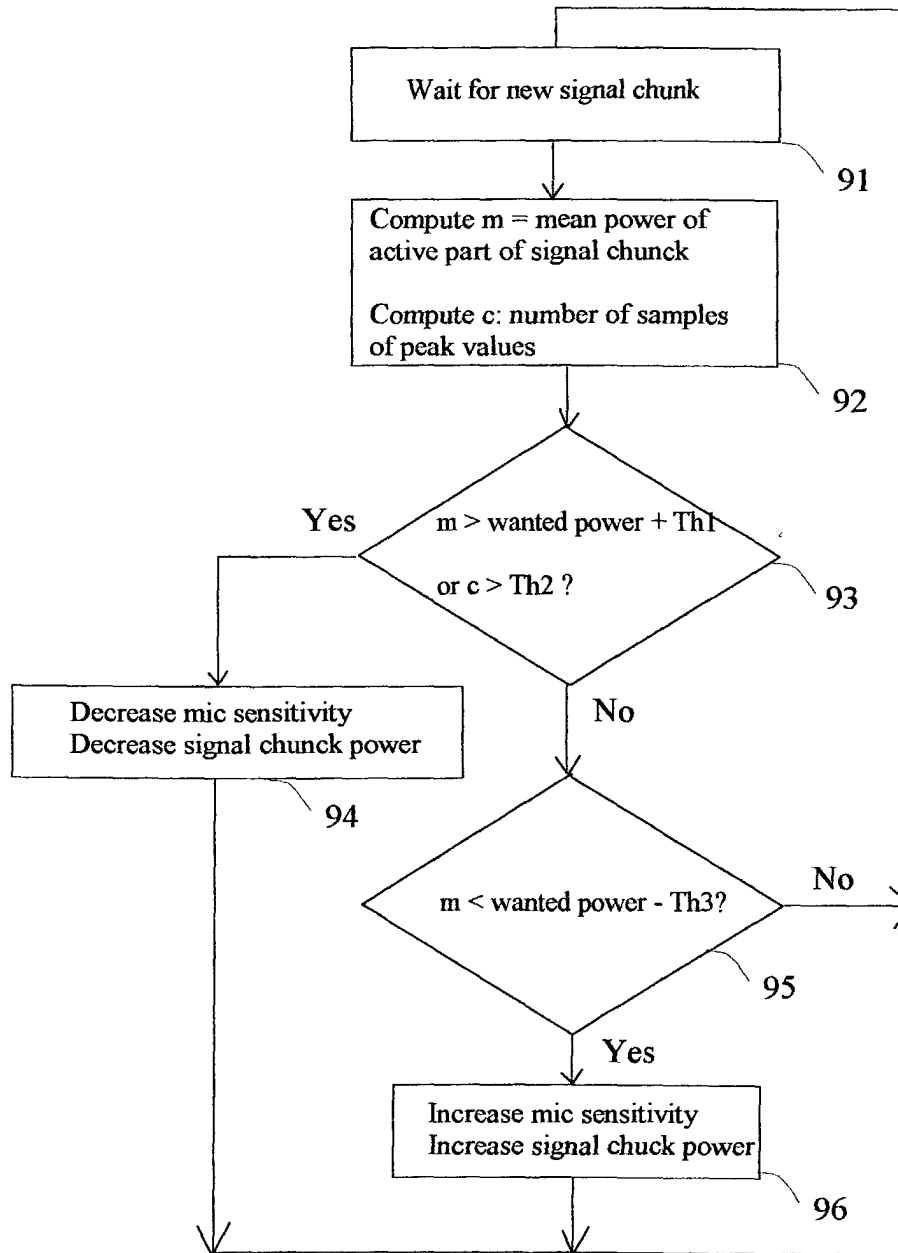 Wait for new signal chunk
91
Compute m = mean power of
active part of signal chunck
Compute c: number of samples
of peak values
92
Yes
m > wanted power + Th1
or c > Th2 ?
93
No
Decrease mic sensitivity
Decrease signal chunck power
94
No
m < wanted power - Th3?
95
Yes
Increase mic sensitivity
Increase signal chuck power
96